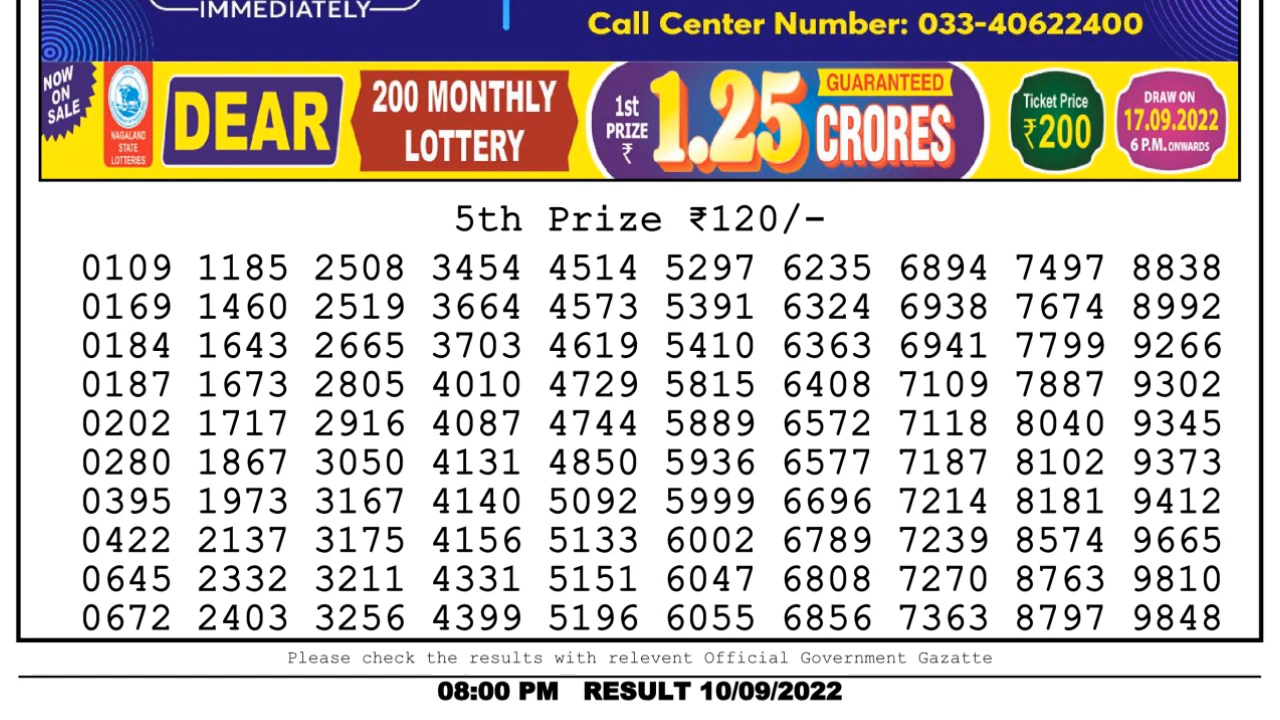 IMMEDIATELY
Call Center Number: 033-40622400
NOW
ON
SALE
NAGALAND
STATE
LOTTERIES
DEAR
200 MONTHLY
LOTTERY
1st
PRIZE
₹
1.25
GUARANTEED
CRORES
Ticket Price
₹200
DRAW ON
17.09.2022
6 P.M. ONWARDS
5th Prize ₹120/-
0109 1185 2508 3454 4514 5297 6235 6894 7497 8838
0169 1460 2519 3664 4573 5391 6324 6938 7674 8992
0184 1643 2665 3703 4619 5410 6363 6941 7799 9266
0187 1673 2805 4010 4729 5815 6408 7109 7887 9302
0202 1717 2916 4087 4744 5889 6572 7118 8040 9345
0280 1867 3050 4131 4850 5936 6577 7187 8102 9373
0395 1973 3167 4140 5092 5999 6696 7214 8181 9412
0422 2137 3175 4156 5133 6002 6789 7239 8574 9665
0645 2332 3211 4331 5151 6047 6808 7270 8763 9810
0672 2403 3256 4399 5196 6055 6856 7363 8797 9848
Please check the results with relevent Official Government Gazatte
08:00 PM RESULT 10/09/2022